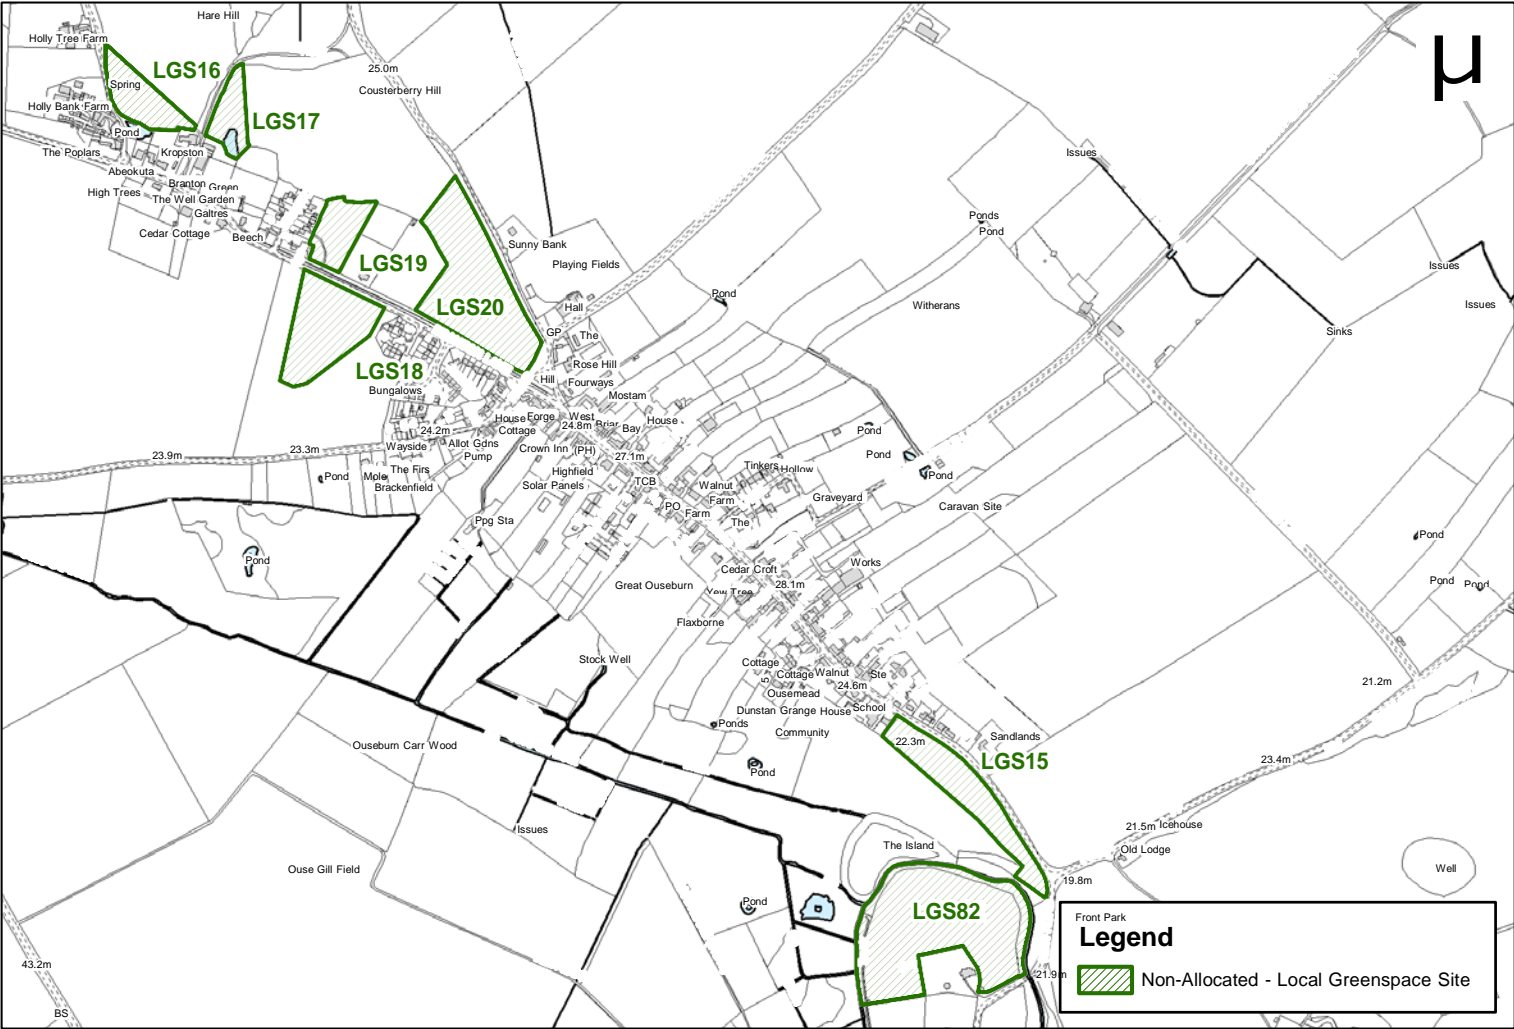 Hare Hill
Holly Tree Farm
μ
LGS16
25.0m
Spring
Cousterberry Hill
Holly Bank Farm
LGS17
Pond
The Poplars
Kropston
Issues
Abeokuta
Branton Green
High Trees
The Well Garden
Galtres
Cedar Cottage
Beech
Ponds
Pond
Sunny Bank
Playing Fields
LGS19
Issues
Pond
LGS20
Hall
Witherans
Issues
GP
The
Sinks
LGS18
Rose Hill
Hill
Fourways
Bungalows
Mostam
House
Forge
West
24.8m
Briar
Bay
House
24.2m
Cottage
Pond
Wayside
Allot Gdns
Crown Inn
(PH)
23.9m
23.3m
Pump
27.1m
Pond
The Firs
Highfield
Tinkers Hollow
Pond
Mole
Pond
Brackenfield
Solar Panels
TCB
Walnut
Farm
Graveyard
PO
Farm
The
Caravan Site
Ppg Sta
Pond
Pond
Works
Cedar Croft
Great Ouseburn
28.1m
Yew Tree
Pond
Pond
Flaxborne
Stock Well
Cottage
5
Cottage
Walnut
Ste
24.6m
21.2m
Ousemead
Dunstan Grange
House
School
Ponds
Community
Sandlands
22.3m
Ouseburn Carr Wood
LGS15
23.4m
Pond
Issues
21.5m
Icehouse
The Island
Old Lodge
Ouse Gill Field
Well
19.8m
Pond
LGS82
Front Park
Legend
43.2m
21.9m
Non-Allocated - Local Greenspace Site
BS